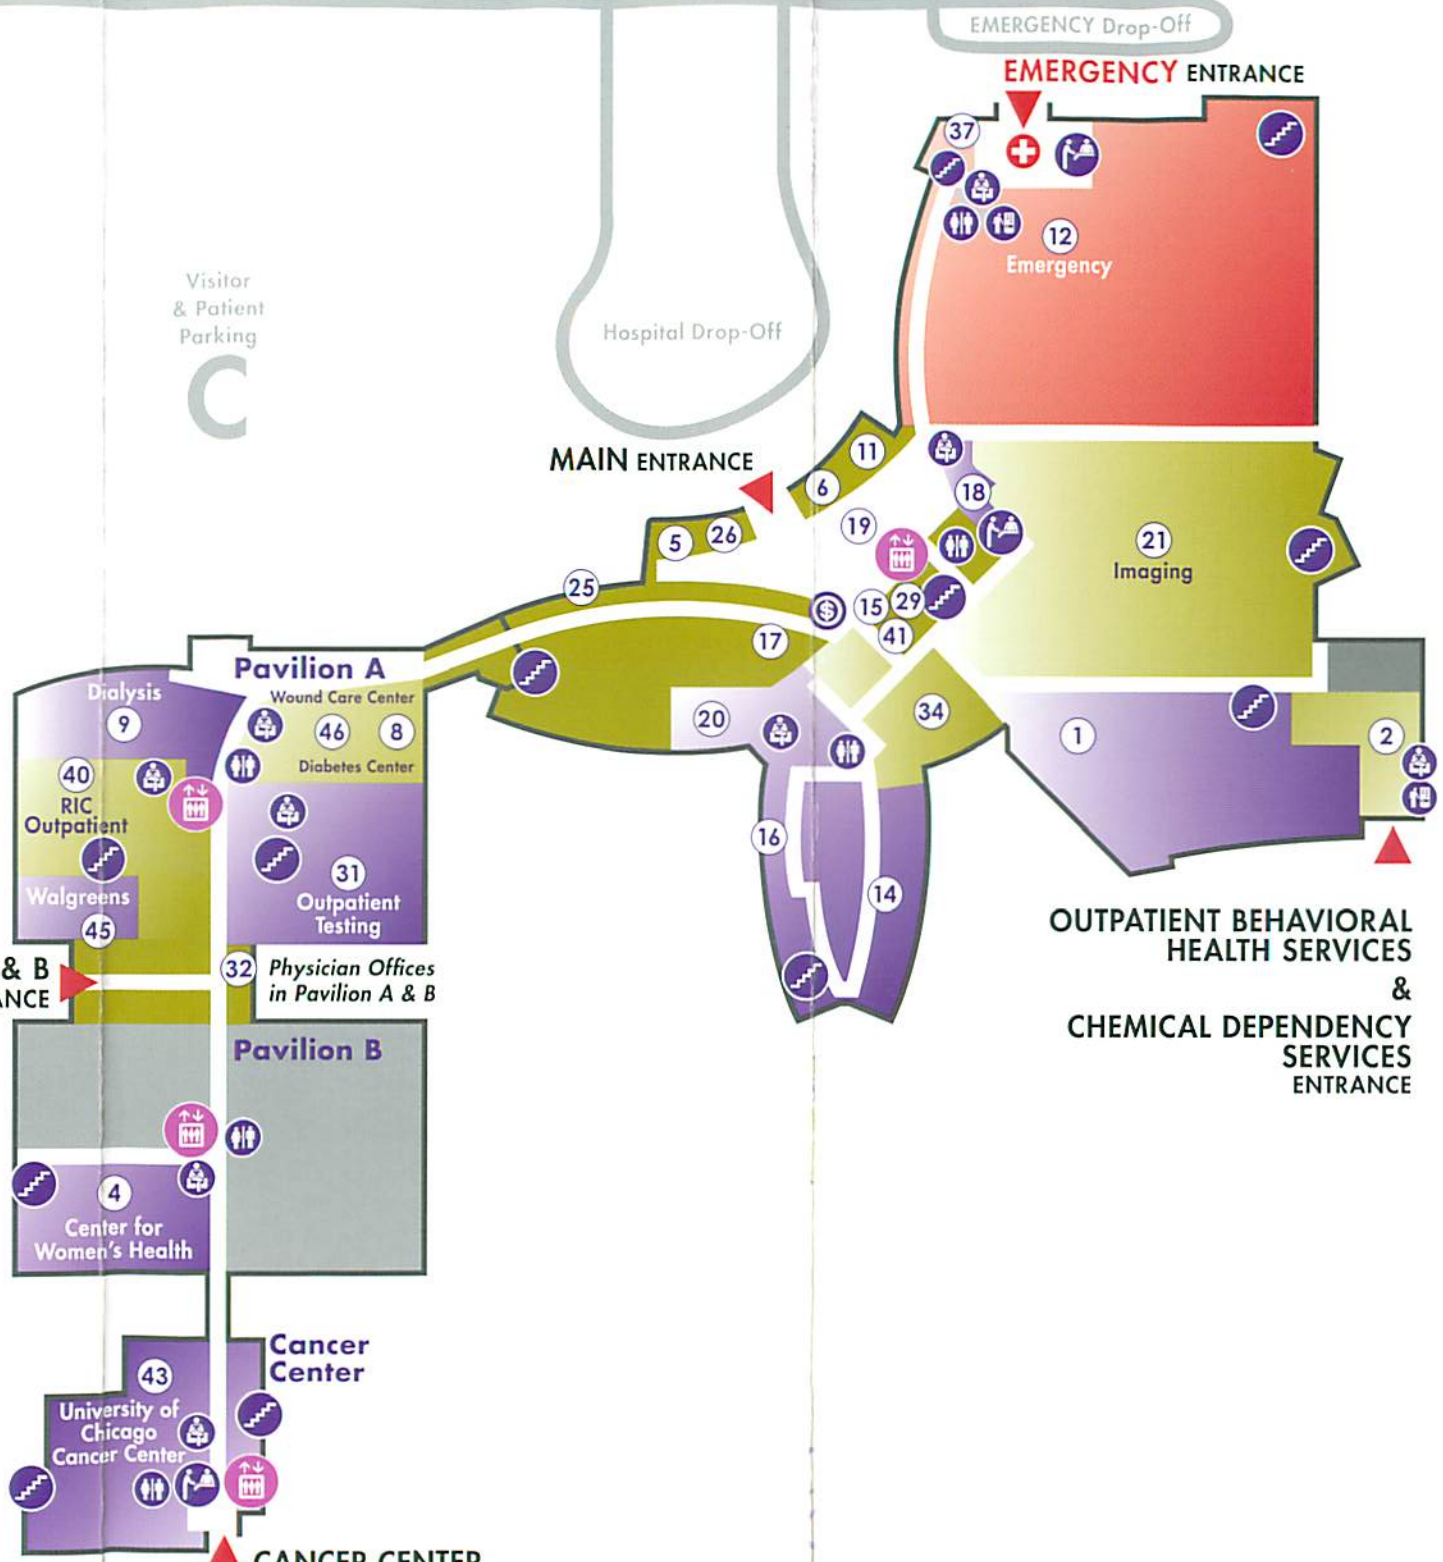 EMERGENCY Drop-Off
EMERGENCY ENTRANCE
37
12
Emergency
Visitor
& Patient
Parking
C
Hospital Drop-Off
MAIN ENTRANCE
11
6
18
19
5
26
21
Imaging
25
$
15
29
41
17
Pavilion A
Dialysis
9
Wound Care Center
46
8
Diabetes Center
20
34
1
2
40
RIC
Outpatient
16
31
Outpatient
Testing
14
Walgreens
45
OUTPATIENT BEHAVIORAL
HEALTH SERVICES
&
CHEMICAL DEPENDENCY
SERVICES
ENTRANCE
& B
NCE
32
Physician Offices
in Pavilion A & B
Pavilion B
4
Center for
Women's Health
Cancer
Center
43
University of
Chicago
Cancer Center
CANCER CENTER